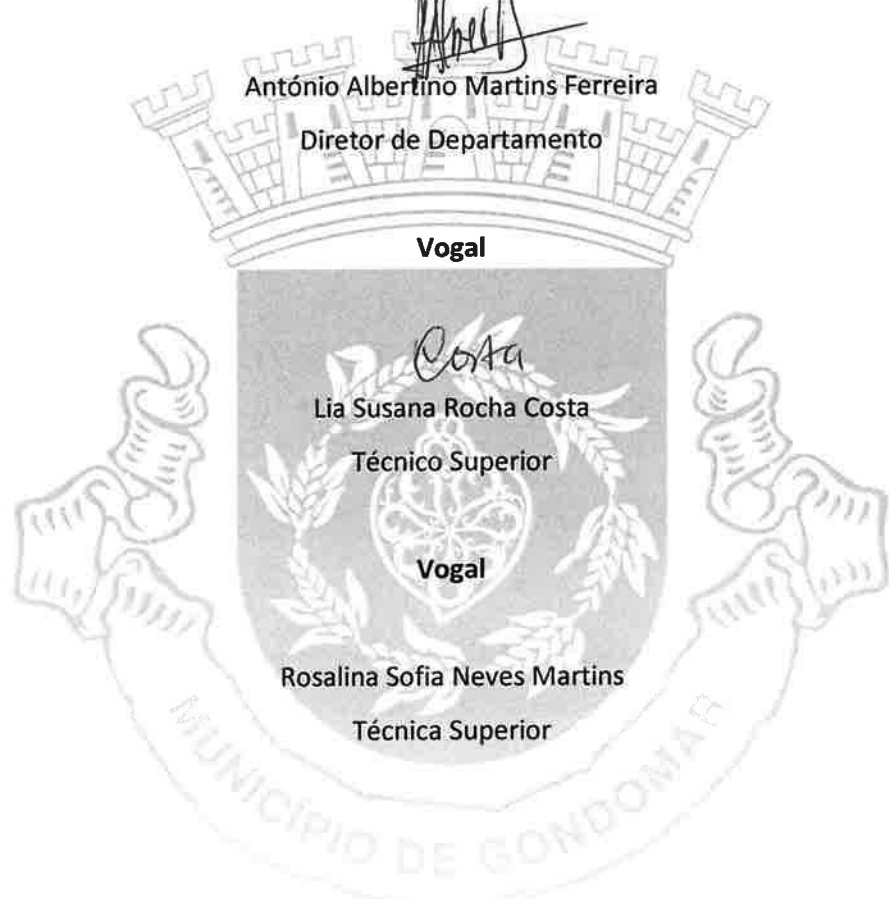 António Albertino Martins Ferreira
Diretor de Departamento
Vogal
Costa
Lia Susana Rocha Costa
Técnico Superior
Vogal
Rosalina Sofia Neves Martins
Técnica Superior
MUNICÍPIO DE GONDOMAR